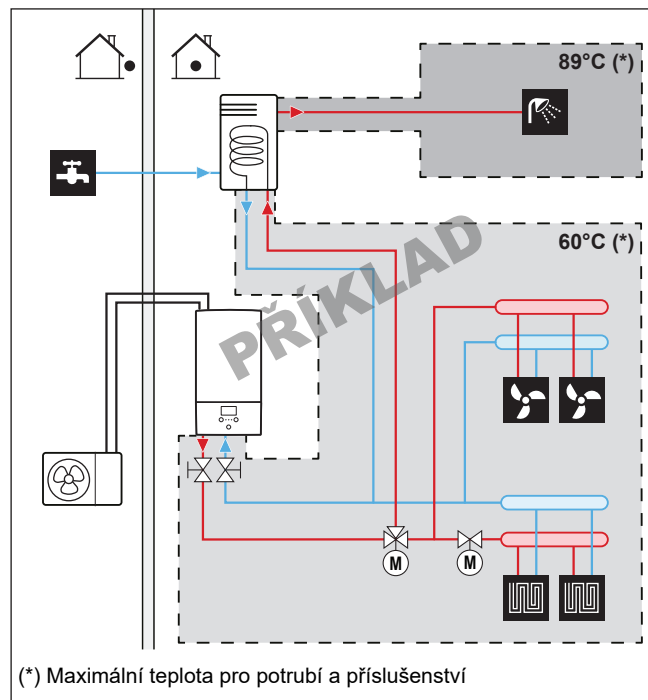 89°C (*)
60°C (*)
PŘÍKLAD
M
M
(*) Maximální teplota pro potrubí a příslušenství